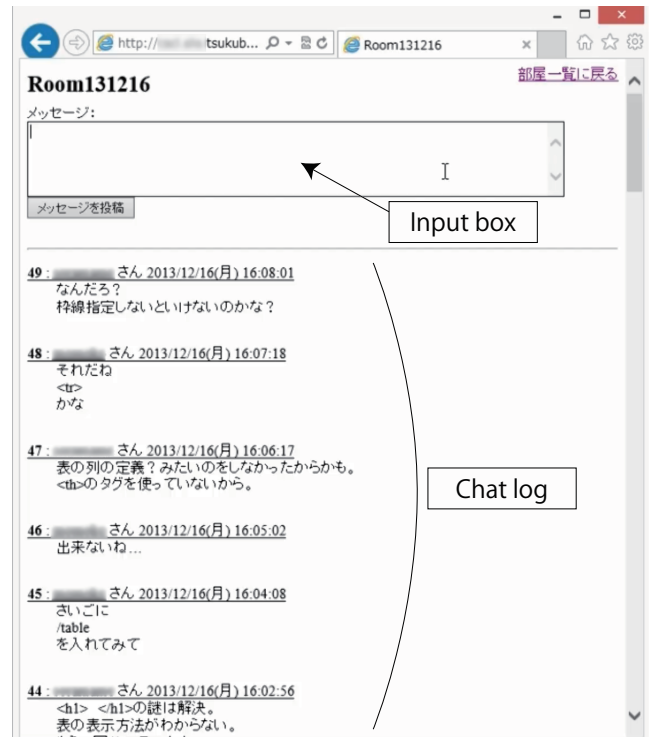 http:// tsukub...
Room131216
部屋一覧に戻る
Room131216
メッセージ:
メッセージを投稿
Input box
49 : さん 2013/12/16(月) 16:08:01
なんだろ?
枠線指定しないといけないのかな?
48 : さん 2013/12/16(月) 16:07:18
それだね
<tr>
かな
47 : さん 2013/12/16(月) 16:06:17
表の列の定義?みたいのをしなかったからかも。
<th>のタグを使っていないから。
Chat log
46 : さん 2013/12/16(月) 16:05:02
出来ないね...
45 : さん 2013/12/16(月) 16:04:08
さいごに
/table
を入れてみて
44 : さん 2013/12/16(月) 16:02:56
<h1> </h1>の謎は解決。
表の表示方法がわからない。